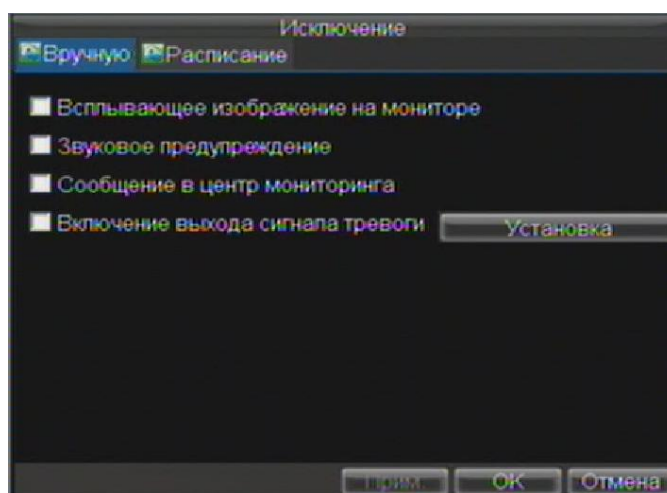 Исключение
Вручную Расписание
Всплывающее изображение на мониторе
Звуковое предупреждение
Сообщение в центр мониторинга
Включение выхода сигнала тревоги Установка
Прим. OK Отмена